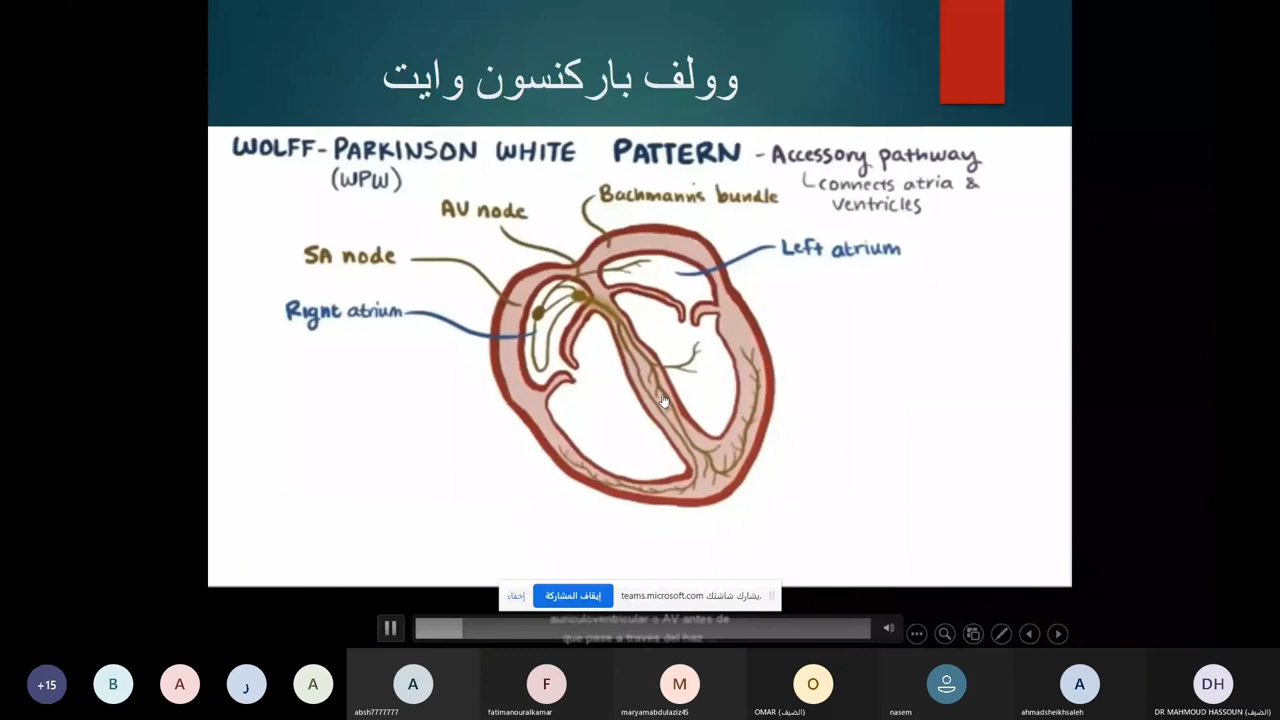 وولف باركنسون وايت
WOLFF-PARKINSON WHITE PATTERN - Accessory pathway
(WPW)
connects atria &
ventricles
Bachmann's bundle
AV node
Left atrium
SA node
Right atrium
إخفاء
إيقاف المشاركة
يشارك شاشتك teams.microsoft.com.
auriculoventricular o AV antes de
que pase a través del haz
+15
B
A
ر
A
A
F
M
O
A
DH
absh7777777
fatimanouralkamar
maryamabdulaziz45
OMAR (الضيف)
nasem
ahmadsheikhsaleh
DR MAHMOUD HASSOUN (الضيف)